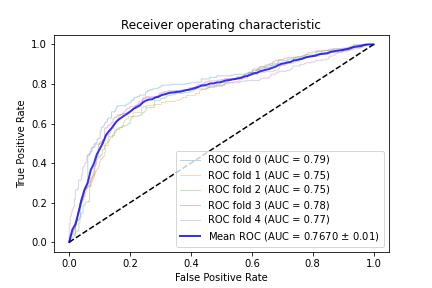 Receiver operating characteristic
True Positive Rate
1.0
0.8
0.6
0.4
0.2
0.0
ROC fold 0 (AUC = 0.79)
ROC fold 1 (AUC = 0.75)
ROC fold 2 (AUC = 0.75)
ROC fold 3 (AUC = 0.78)
ROC fold 4 (AUC = 0.77)
Mean ROC (AUC = 0.7670 ± 0.01)
0.0 0.2 0.4 0.6 0.8 1.0
False Positive Rate